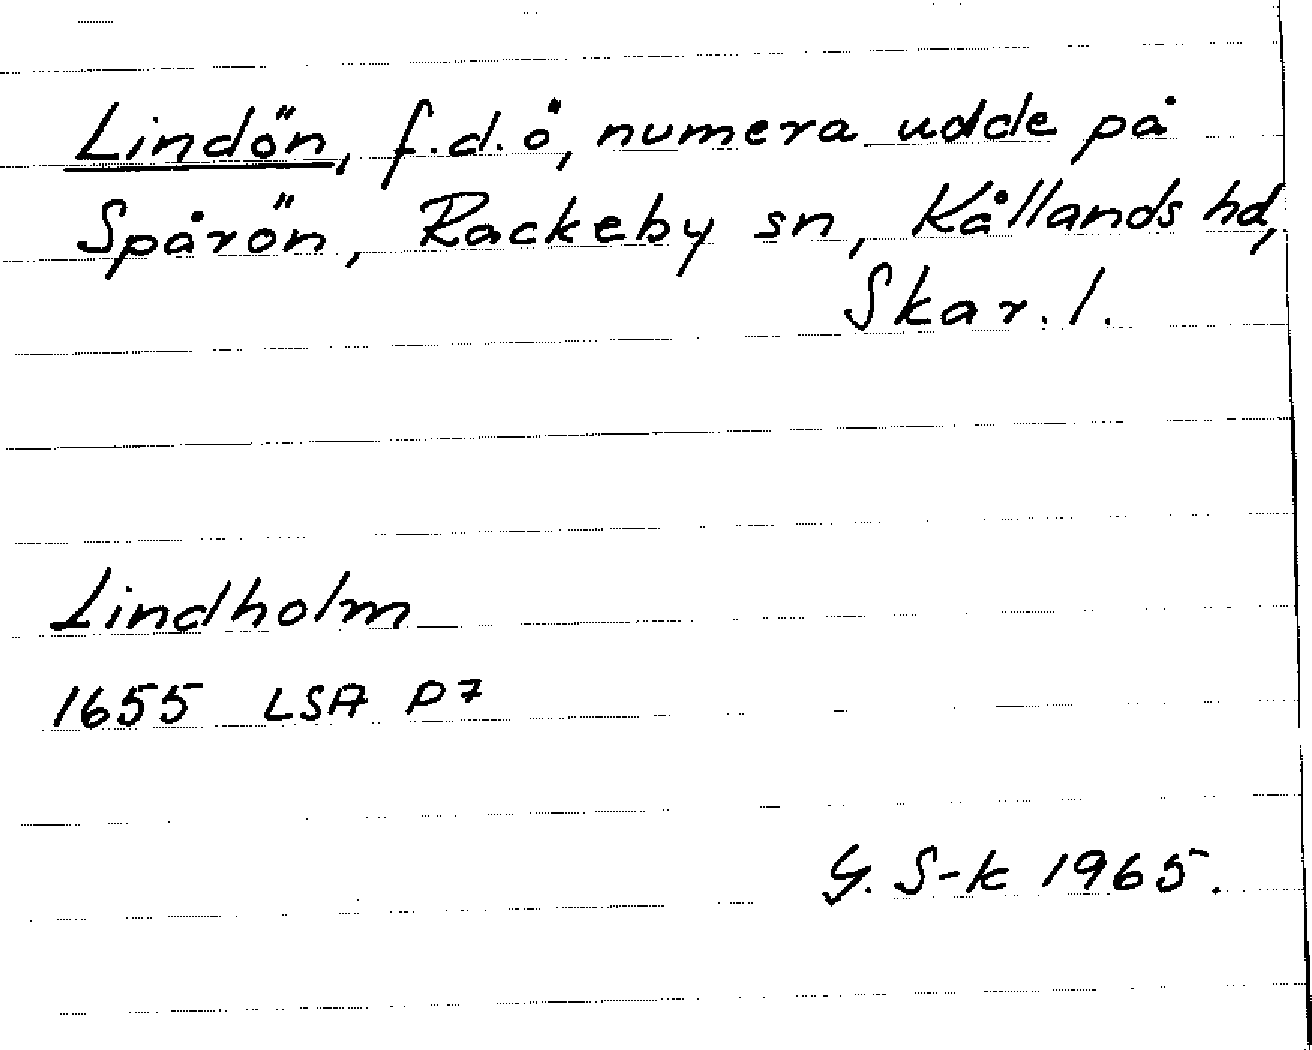 Lindön, f.d. ö, numera udde på
Spårön, Rackeby sn, Kållands hd,
Skar. l.
Lindholm
1655 LSA P7
G. S-k 1965.